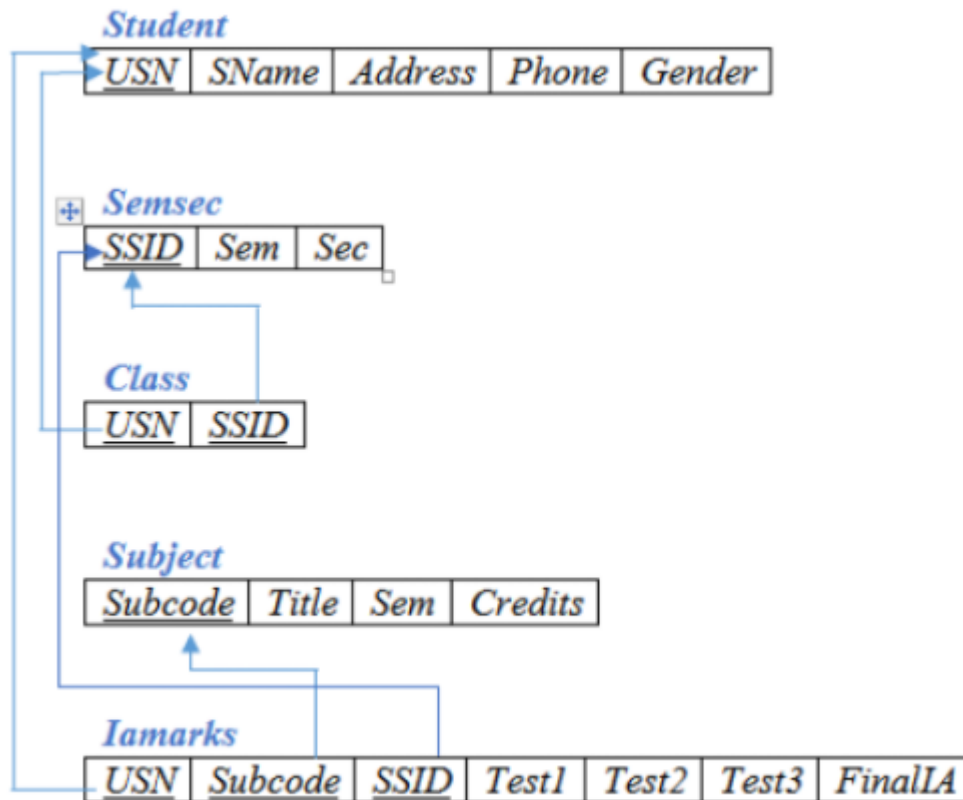 Student
USN SName Address Phone Gender
Semsec
SSID Sem Sec
Class
USN SSID
Subject
Subcode Title Sem Credits
Iamarks
USN Subcode SSID Test1 Test2 Test3 FinalIA